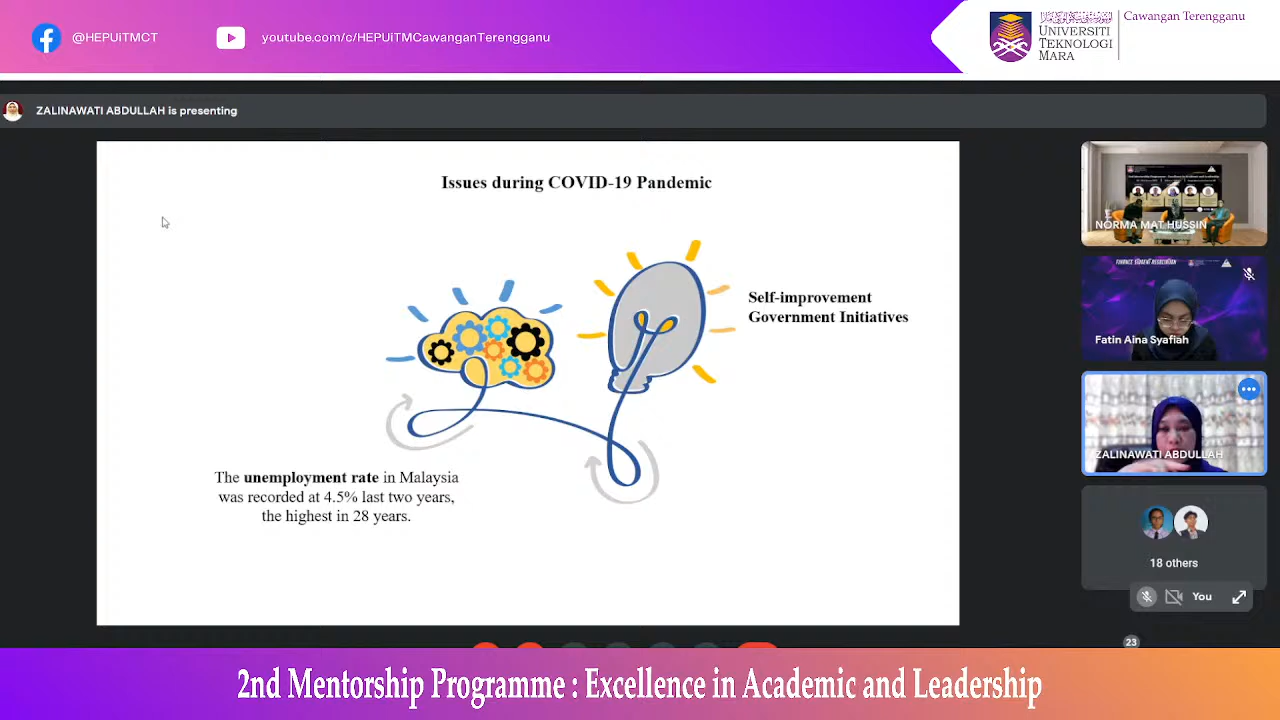 @HEPUiTMCT
youtube.com/c/HEPUiTMCawanganTerengganu
UNIVERSITI
TEKNOLOGI
MARA
Cawangan Terengganu
ZALINAWATI ABDULLAH is presenting
Issues during COVID-19 Pandemic
Self-improvement
Government Initiatives
The unemployment rate in Malaysia
was recorded at 4.5% last two years,
the highest in 28 years.
NORMA MAT HUSSIN
Fatin Aina Syafiah
ZALINAWATI ABDULLAH
18 others
You
23
2nd Mentorship Programme : Excellence in Academic and Leadership